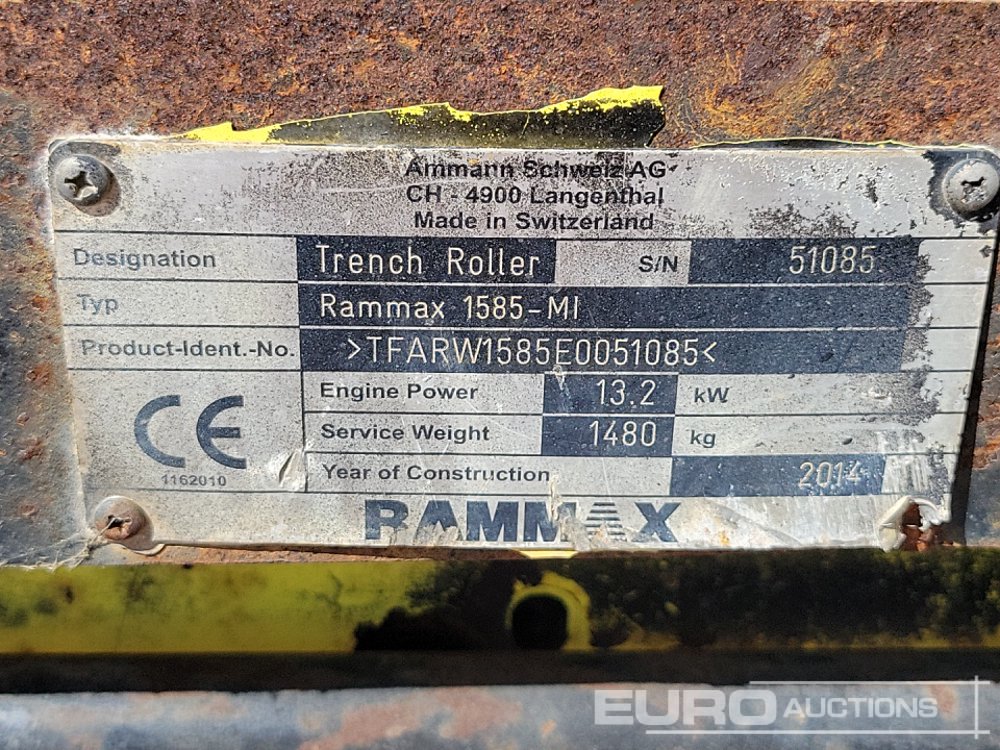 Ammann Schweiz AG
CH - 4900 Langenthal
Made in Switzerland
Designation Trench Roller S/N 51085
Typ Rammax 1585-MI
Product-Ident.-No. >TFARW1585E0051085<
Engine Power 13.2 kW
Service Weight 1480 kg
Year of Construction 2014
CE
1162010
RAMMAX
EURO AUCTIONS